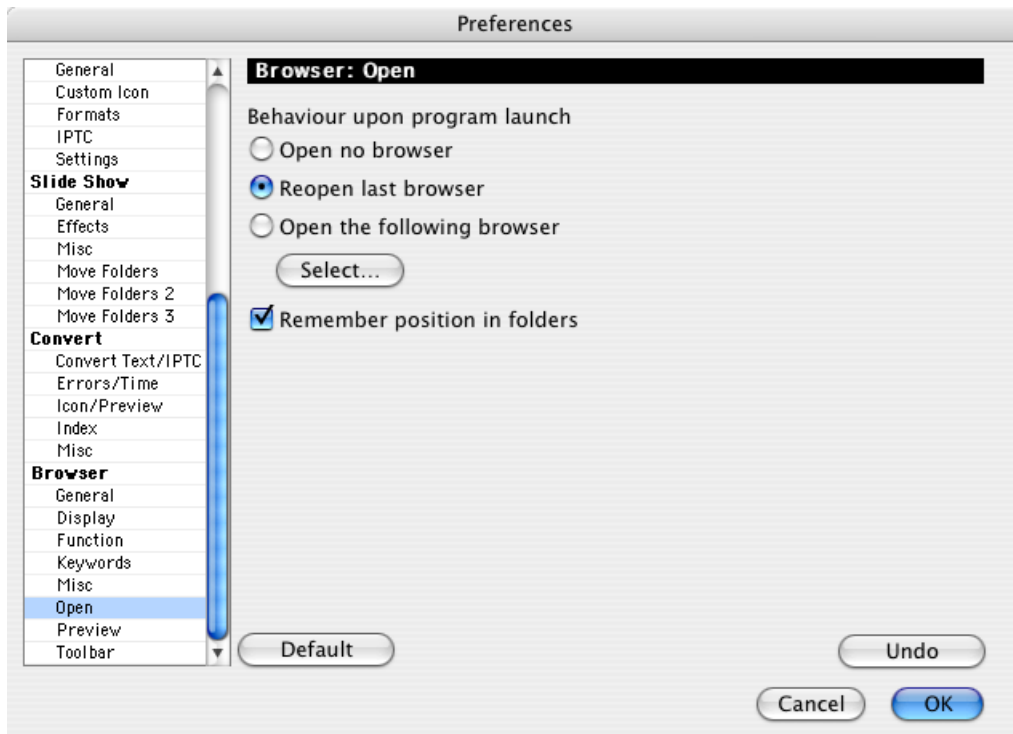 Preferences
General
Custom Icon
Formats
IPTC
Settings
Slide Show
General
Effects
Misc
Move Folders
Move Folders 2
Move Folders 3
Convert
Convert Text/IPTC
Errors/Time
Icon/Preview
Index
Misc
Browser
General
Display
Function
Keywords
Misc
Open
Preview
Toolbar
Browser: Open
Behaviour upon program launch
Open no browser
Reopen last browser
Open the following browser
Select...
Remember position in folders
Default
Undo
Cancel
OK